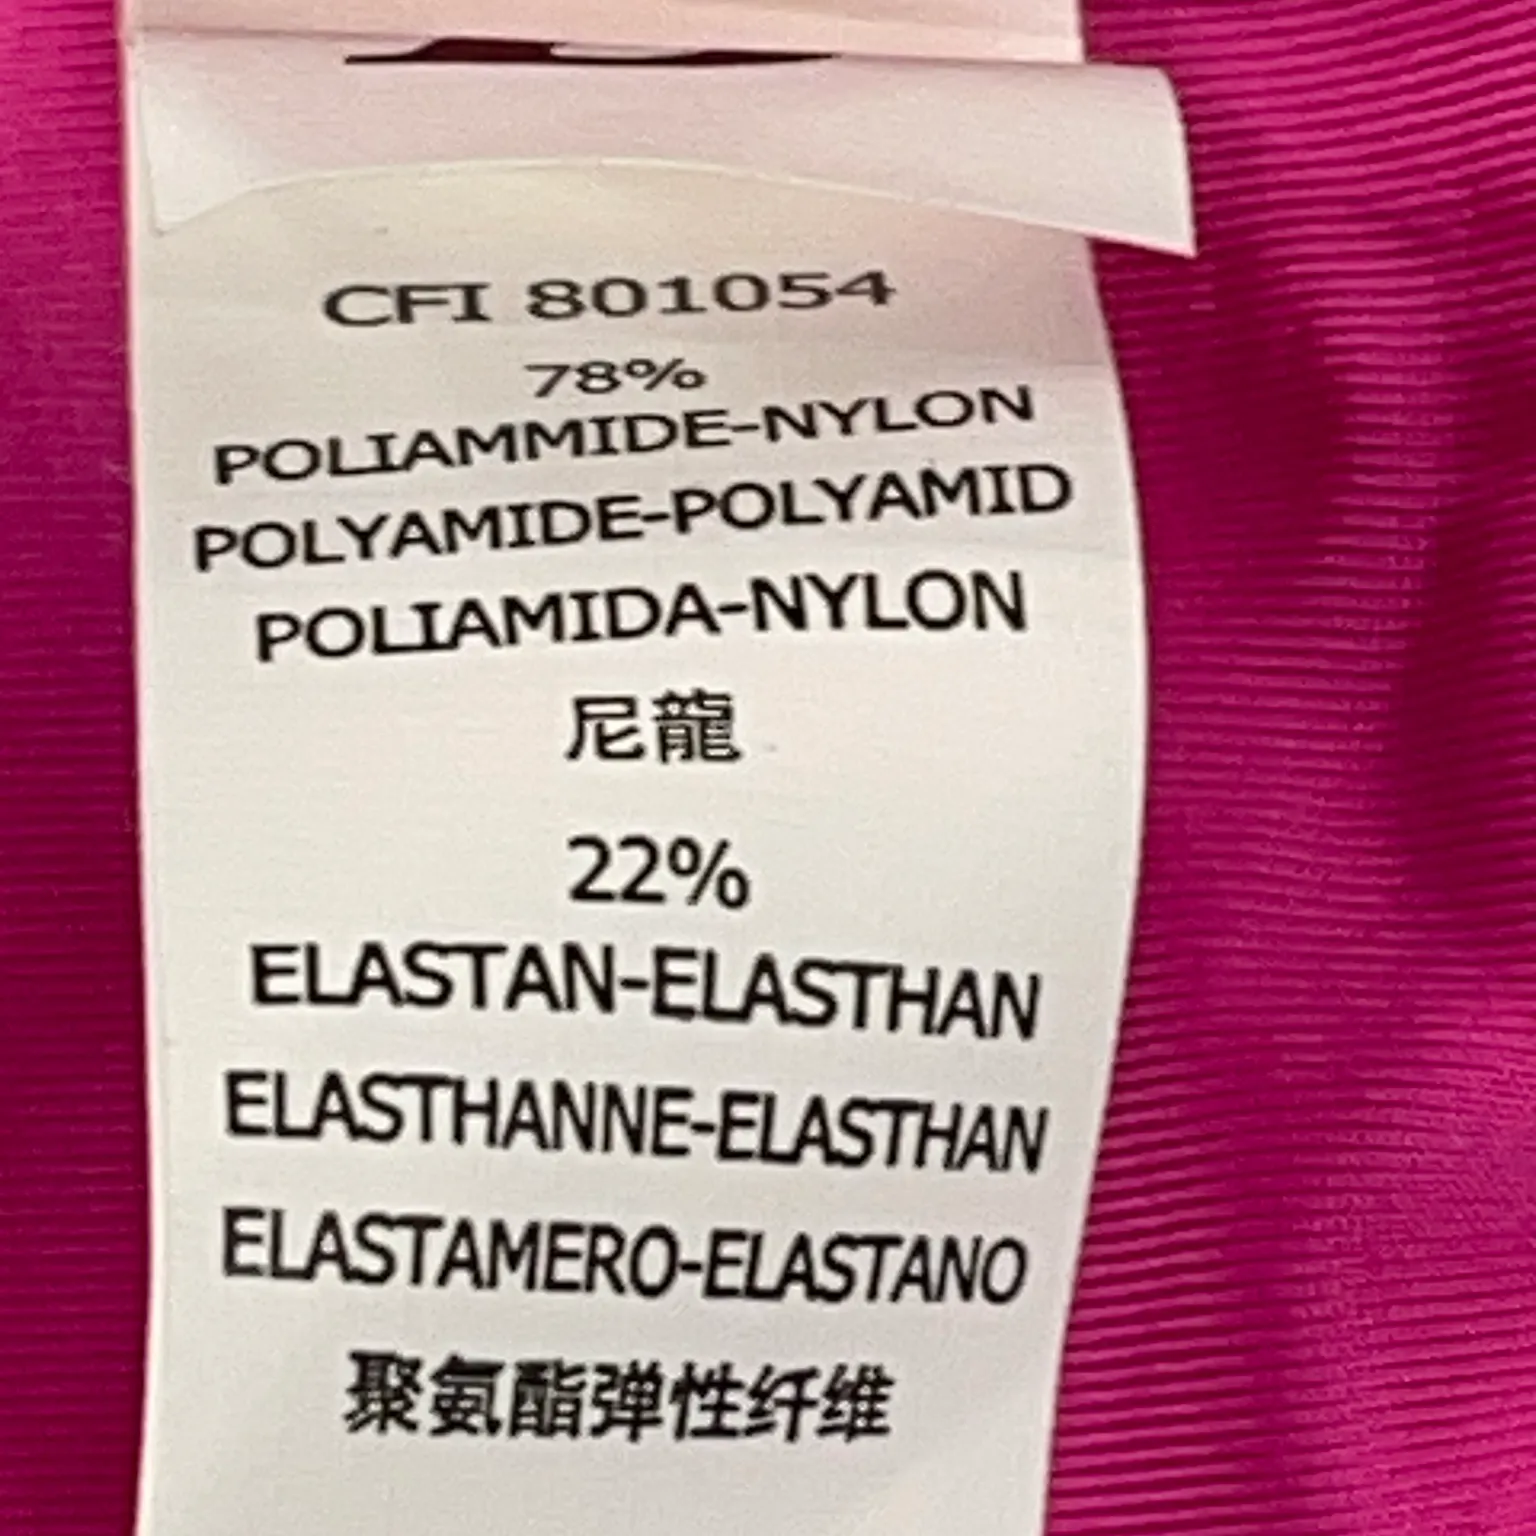 CFI 801054
78%
POLIAMMIDE-NYLON
POLYAMIDE-POLYAMID
POLIAMIDA-NYLON
尼龍
22%
ELASTAN-ELASTHAN
ELASTHANNE-ELASTHAN
ELASTAMERO-ELASTANO
聚氨酯弹性纤维